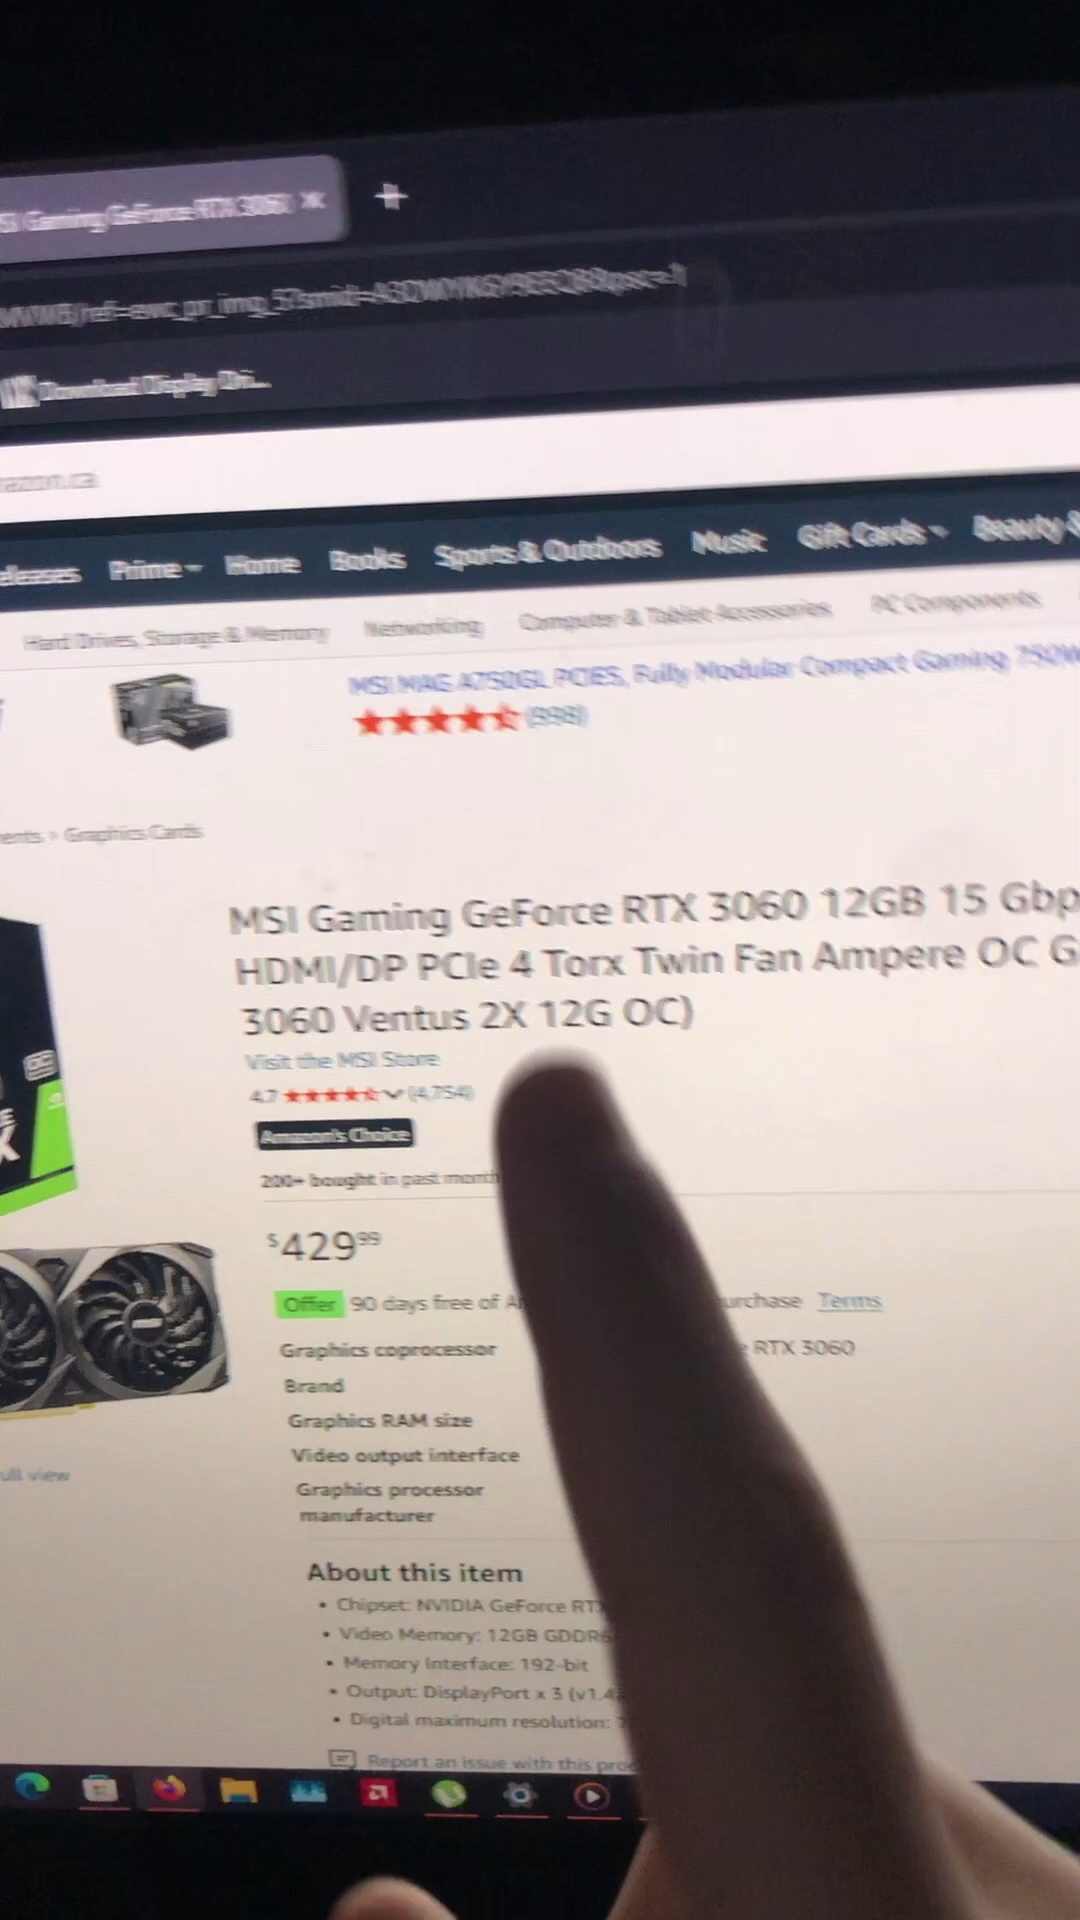 Gaming GeForce RTX 3060
Download Display Dri...
azon.ca
eleases Prime Home Books Sports & Outdoors Music Gift Cards Beauty &
Hard Drives, Storage & Memory Networking Computer & Tablet Accessories PC Components
MSI MAG A750GL PCIE5, Fully Modular Compact Gaming 750W
(998)
ents › Graphics Cards
MSI Gaming GeForce RTX 3060 12GB 15 Gbp
HDMI/DP PCIe 4 Torx Twin Fan Ampere OC G
3060 Ventus 2X 12G OC)
Visit the MSI Store
4.7 (4,754)
Amazon's Choice
200+ bought in past month
$429.99
Offer 90 days free of A urchase Terms
Graphics coprocessor e RTX 3060
Brand
Graphics RAM size
Video output interface
Graphics processor
manufacturer
ull view
About this item
• Chipset: NVIDIA GeForce RTX
• Video Memory: 12GB GDDR6
• Memory Interface: 192-bit
• Output: DisplayPort x 3 (v1.4
• Digital maximum resolution: 7
Report an issue with this pro